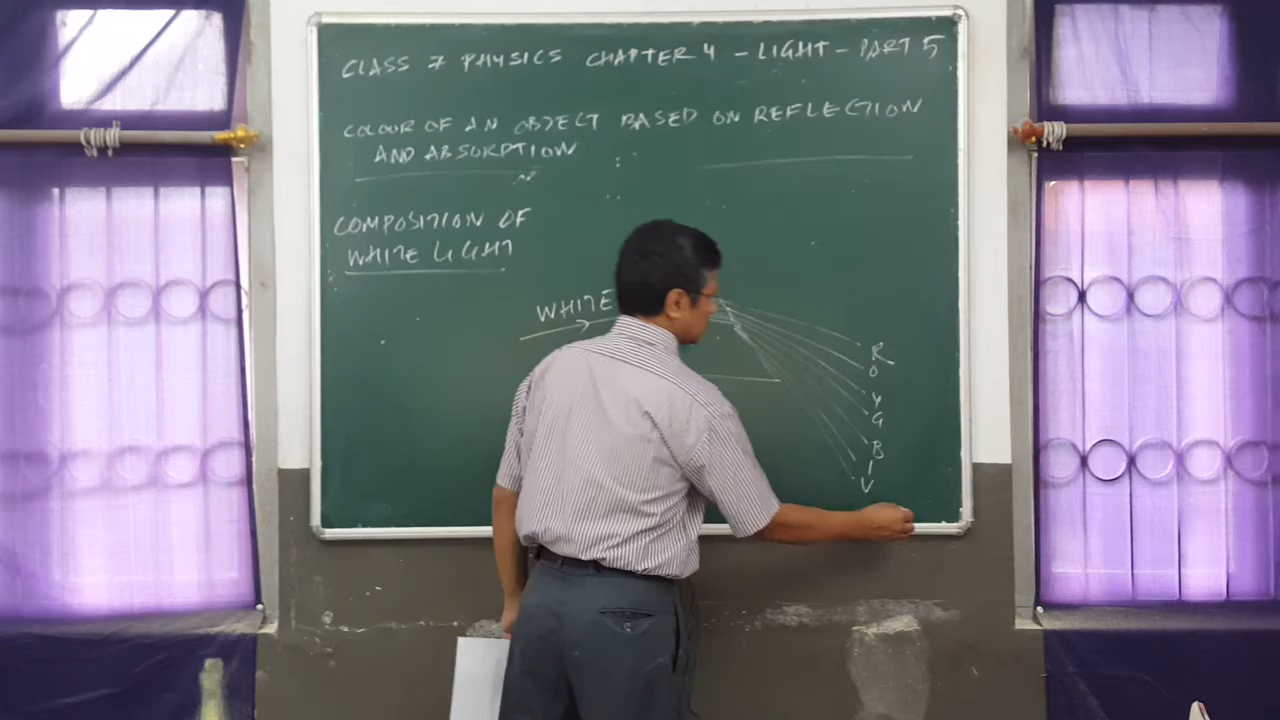 CLASS 7 PHYSICS CHAPTER 4 - LIGHT - PART 5
COLOUR OF AN OBJECT BASED ON REFLECTION
AND ABSORPTION
COMPOSITION OF
WHITE LIGHT
WHITE
R
O
Y
G
B
I
V